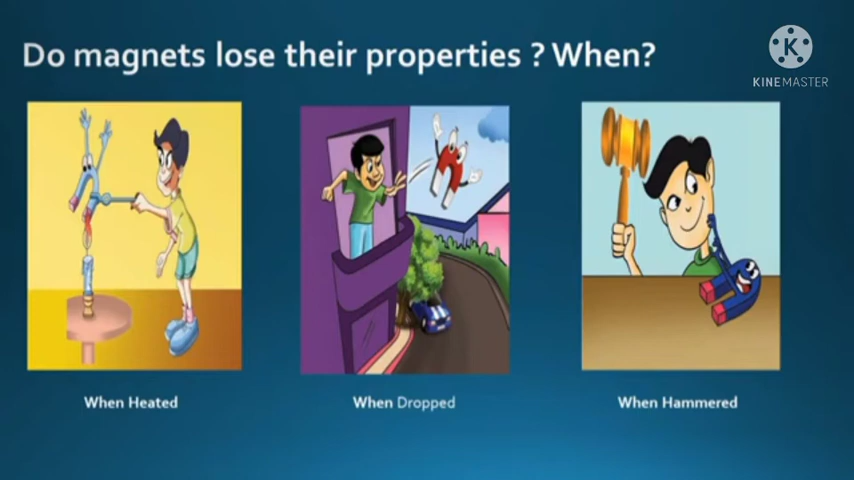 Do magnets lose their properties ? When?
K
KINEMASTER
When Heated
When Dropped
When Hammered